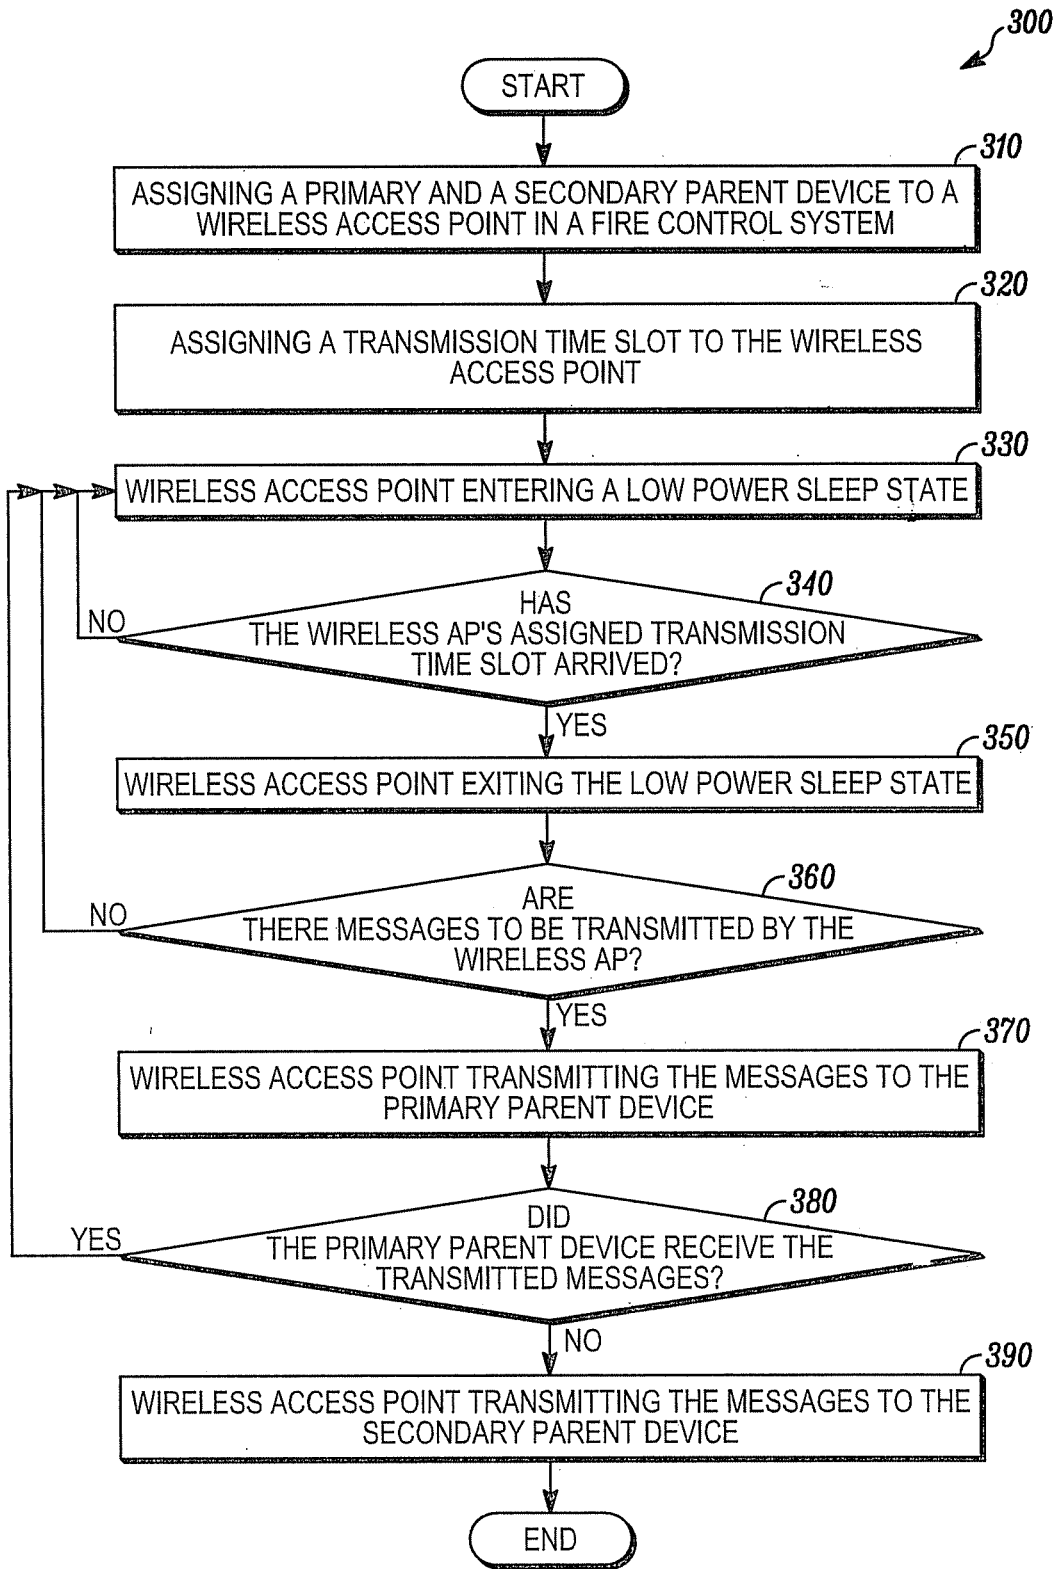 300
START
310
ASSIGNING A PRIMARY AND A SECONDARY PARENT DEVICE TO A
WIRELESS ACCESS POINT IN A FIRE CONTROL SYSTEM
320
ASSIGNING A TRANSMISSION TIME SLOT TO THE WIRELESS
ACCESS POINT
330
WIRELESS ACCESS POINT ENTERING A LOW POWER SLEEP STATE
340
HAS
THE WIRELESS AP'S ASSIGNED TRANSMISSION
TIME SLOT ARRIVED?
NO
YES
350
WIRELESS ACCESS POINT EXITING THE LOW POWER SLEEP STATE
360
ARE
THERE MESSAGES TO BE TRANSMITTED BY THE
WIRELESS AP?
NO
YES
370
WIRELESS ACCESS POINT TRANSMITTING THE MESSAGES TO THE
PRIMARY PARENT DEVICE
380
DID
THE PRIMARY PARENT DEVICE RECEIVE THE
TRANSMITTED MESSAGES?
YES
NO
390
WIRELESS ACCESS POINT TRANSMITTING THE MESSAGES TO THE
SECONDARY PARENT DEVICE
END